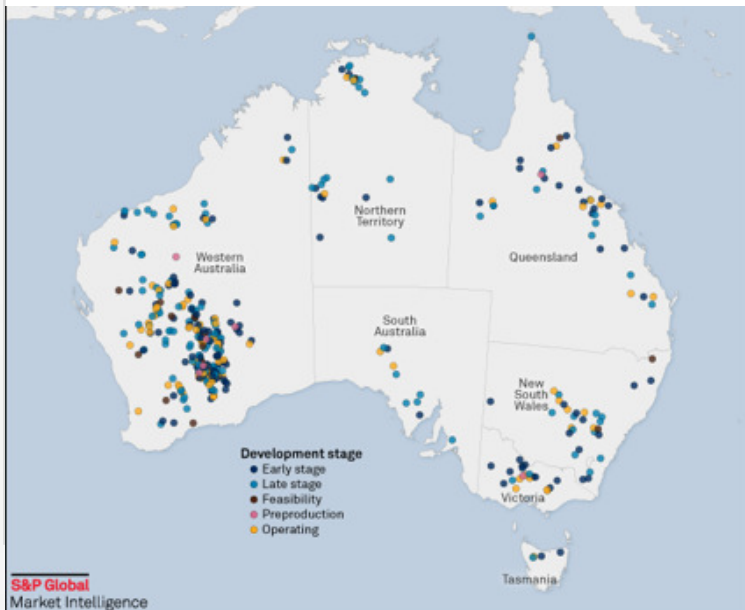 Northern
Territory
Western
Australia
Queensland
South
Australia
New
South
Wales
Development stage
Early stage
Late stage
Feasibility
Preproduction
Operating
Victoria
Tasmania
S&P Global
Market Intelligence